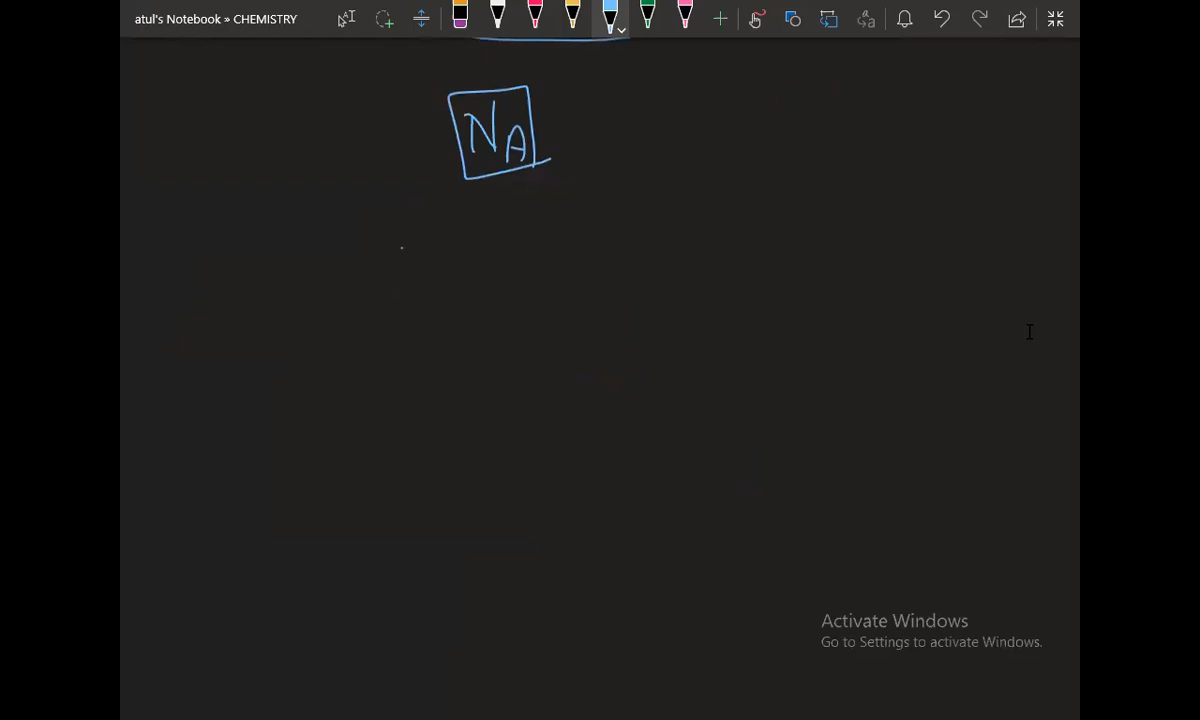 atul's Notebook » CHEMISTRY
NA
Activate Windows
Go to Settings to activate Windows.